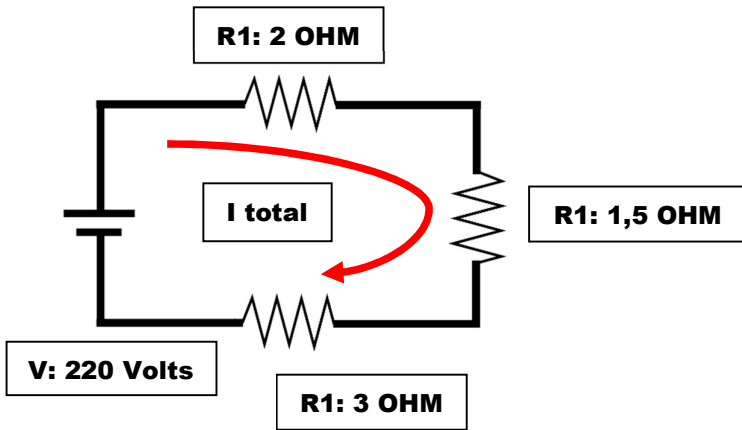 R1: 2 OHM
I total
R1: 1,5 OHM
V: 220 Volts
R1: 3 OHM